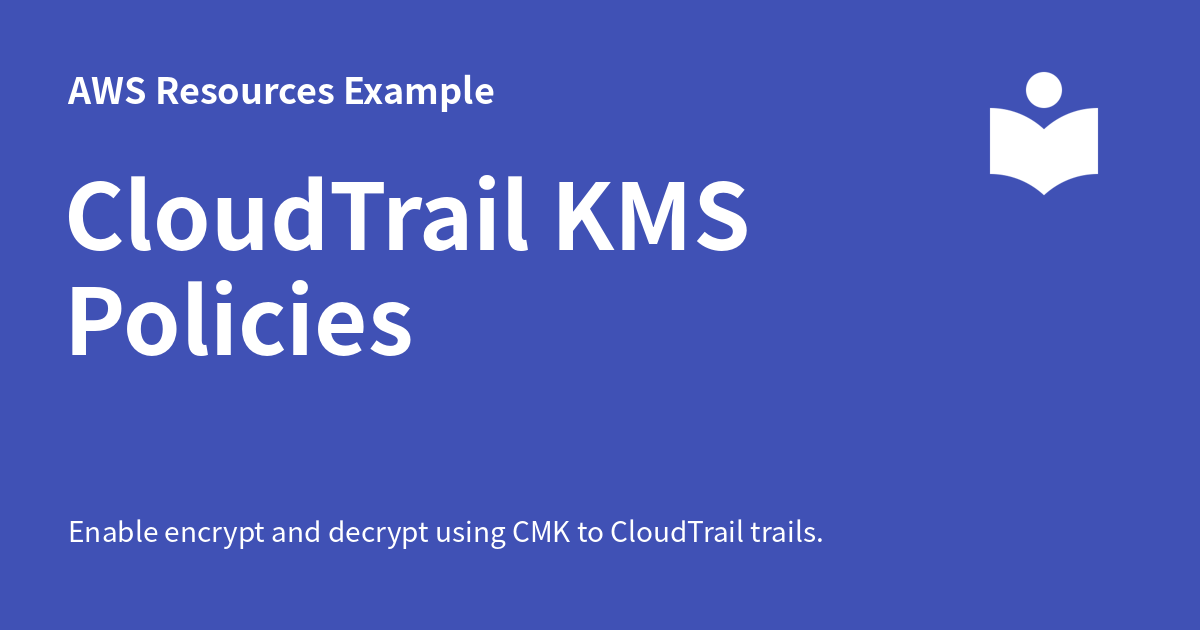 AWS Resources Example
CloudTrail KMS
Policies
Enable encrypt and decrypt using CMK to CloudTrail trails.